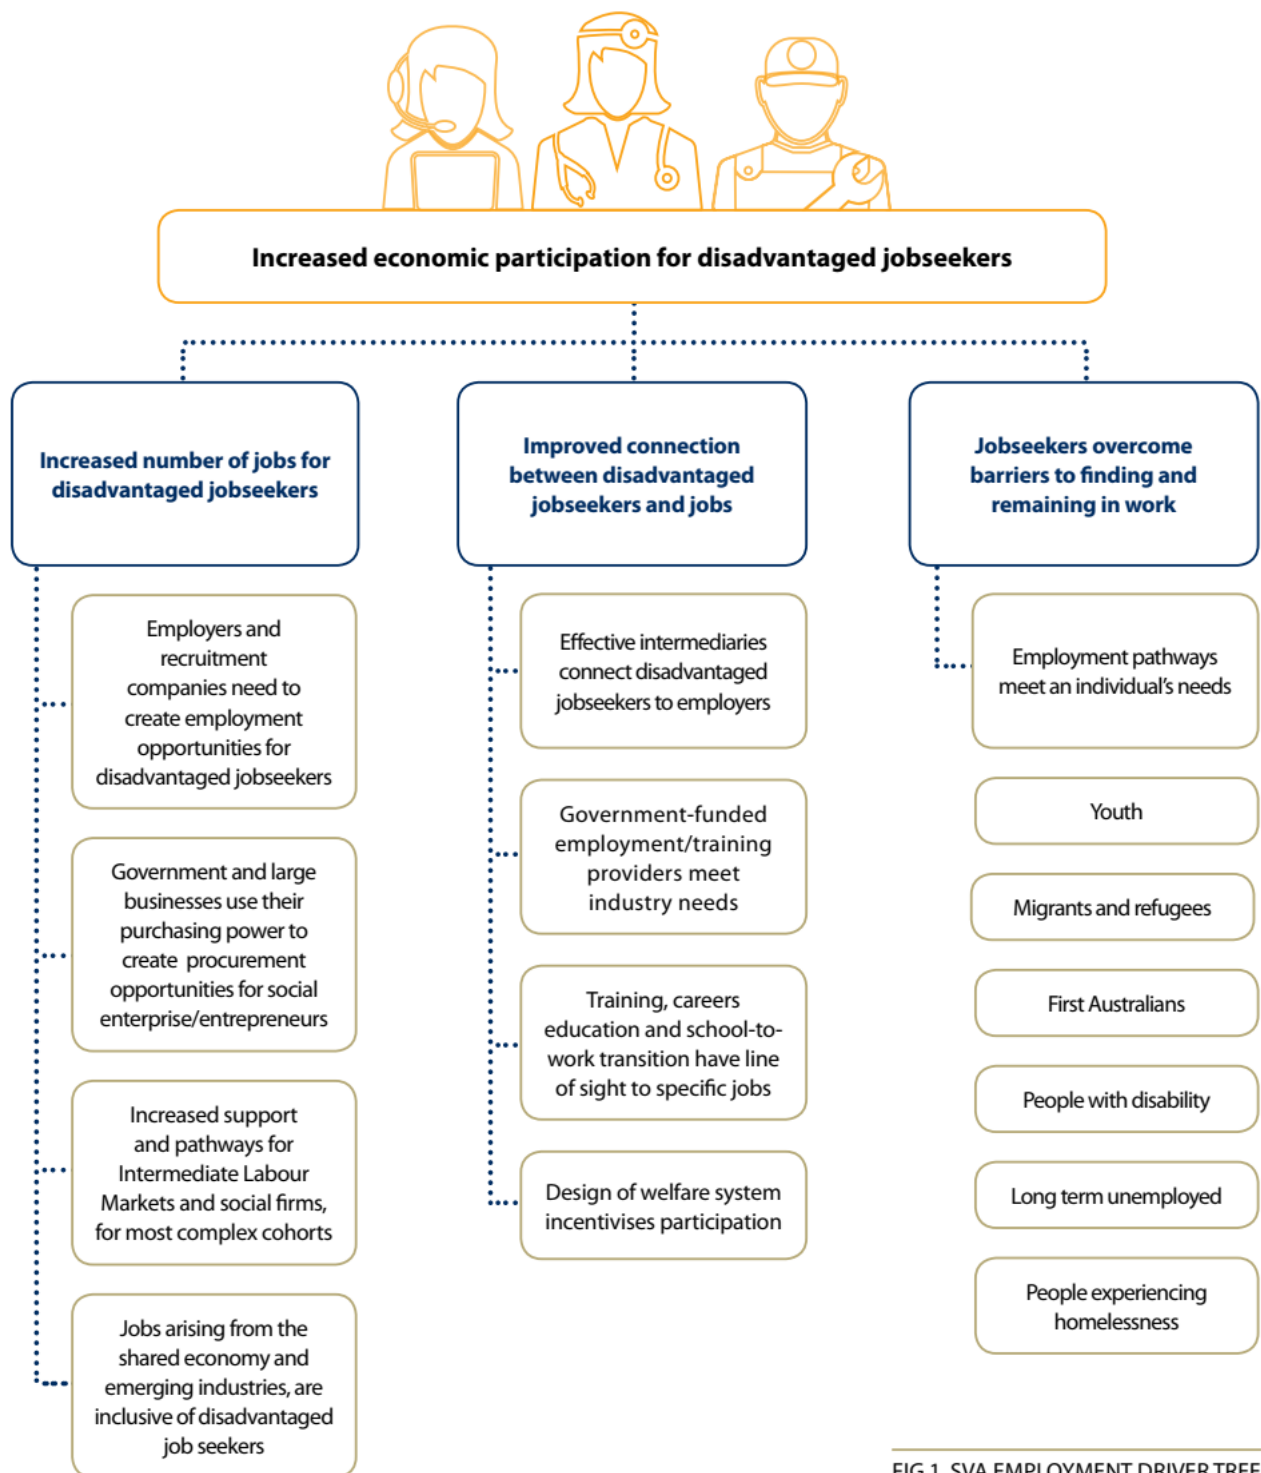 Increased economic participation for disadvantaged jobseekers
Increased number of jobs for
disadvantaged jobseekers
Employers and
recruitment
companies need to
create employment
opportunities for
disadvantaged jobseekers
Government and large
businesses use their
purchasing power to
create procurement
opportunities for social
enterprise/entrepreneurs
Increased support
and pathways for
Intermediate Labour
Markets and social firms,
for most complex cohorts
Jobs arising from the
shared economy and
emerging industries, are
inclusive of disadvantaged
job seekers
Improved connection
between disadvantaged
jobseekers and jobs
Effective intermediaries
connect disadvantaged
jobseekers to employers
Government-funded
employment/training
providers meet
industry needs
Training, careers
education and school-to-
work transition have line
of sight to specific jobs
Design of welfare system
incentivises participation
Jobseekers overcome
barriers to finding and
remaining in work
Employment pathways
meet an individual’s needs
Youth
Migrants and refugees
First Australians
People with disability
Long term unemployed
People experiencing
homelessness
FIG 1. SVA EMPLOYMENT DRIVER TREE